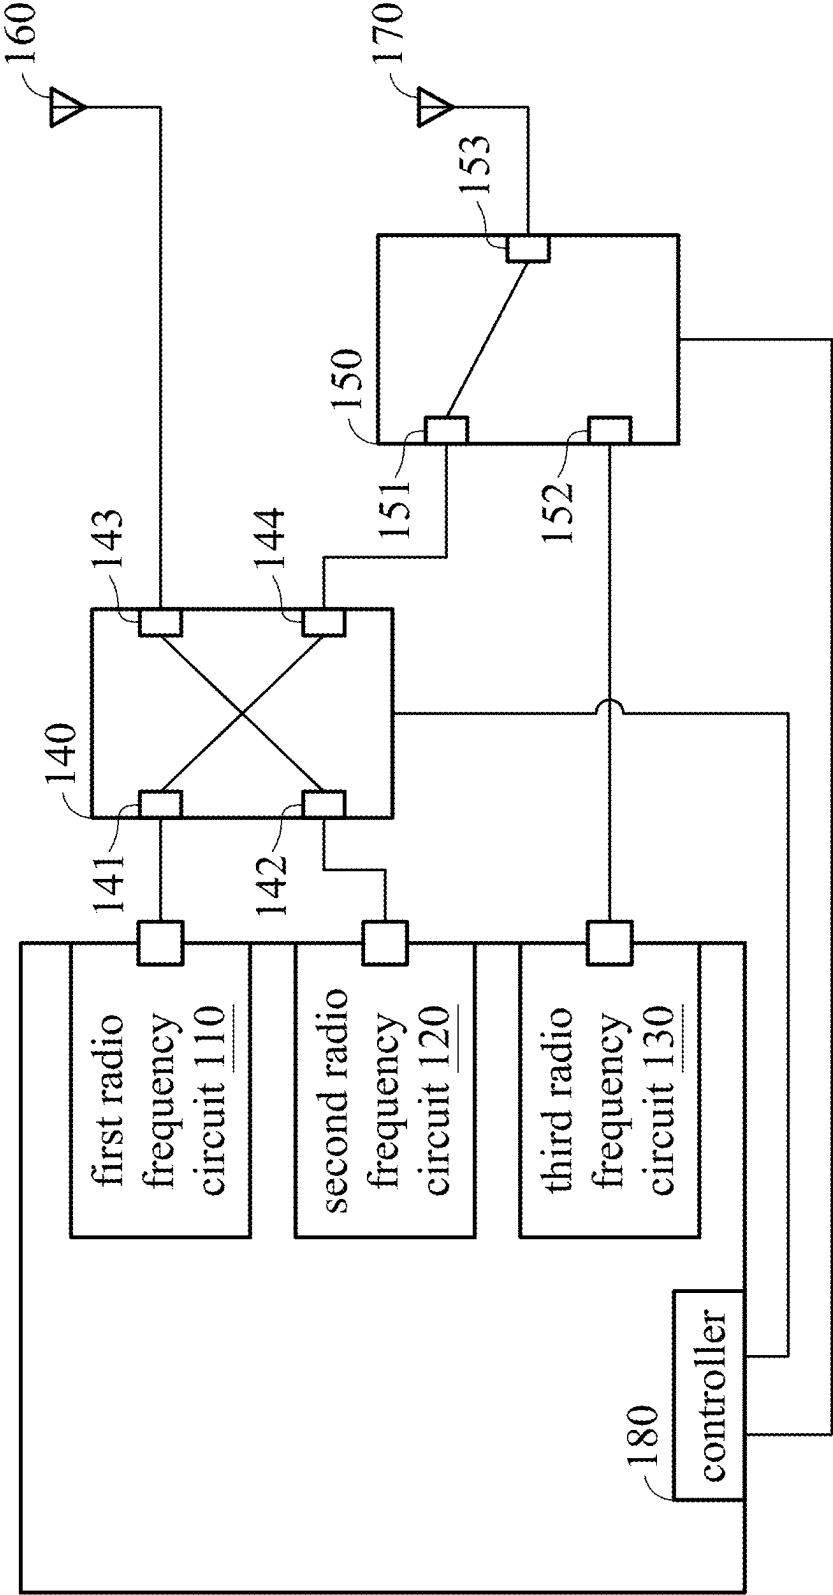 160
170
153
150
151
152
143
144
140
141
142
first radio
frequency
circuit 110
second radio
frequency
circuit 120
third radio
frequency
circuit 130
180
controller